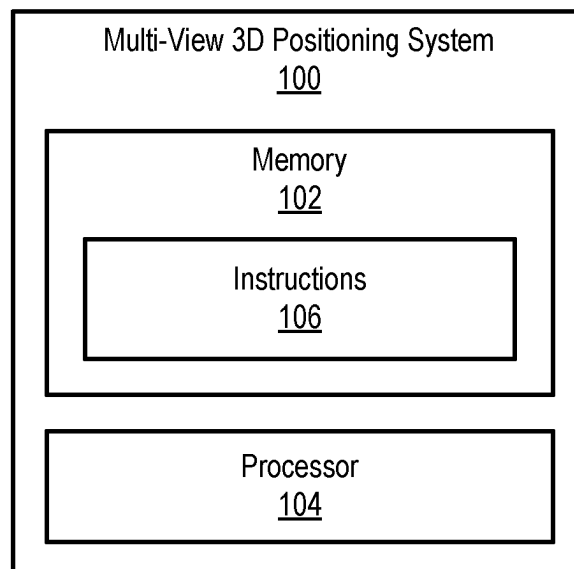 Multi-View 3D Positioning System
100
Memory
102
Instructions
106
Processor
104